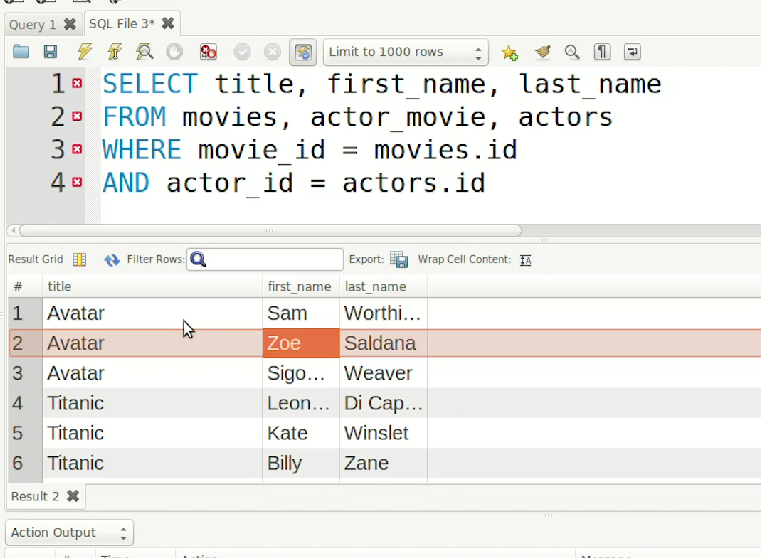 Query 1
SQL File 3*
Limit to 1000 rows
1 SELECT title, first_name, last_name
2 FROM movies, actor_movie, actors
3 WHERE movie_id = movies.id
4 AND actor_id = actors.id
Result Grid Filter Rows: Export: Wrap Cell Content:
# title first_name last_name
1 Avatar Sam Worthi...
2 Avatar Zoe Saldana
3 Avatar Sigo... Weaver
4 Titanic Leon... Di Cap...
5 Titanic Kate Winslet
6 Titanic Billy Zane
Result 2
Action Output